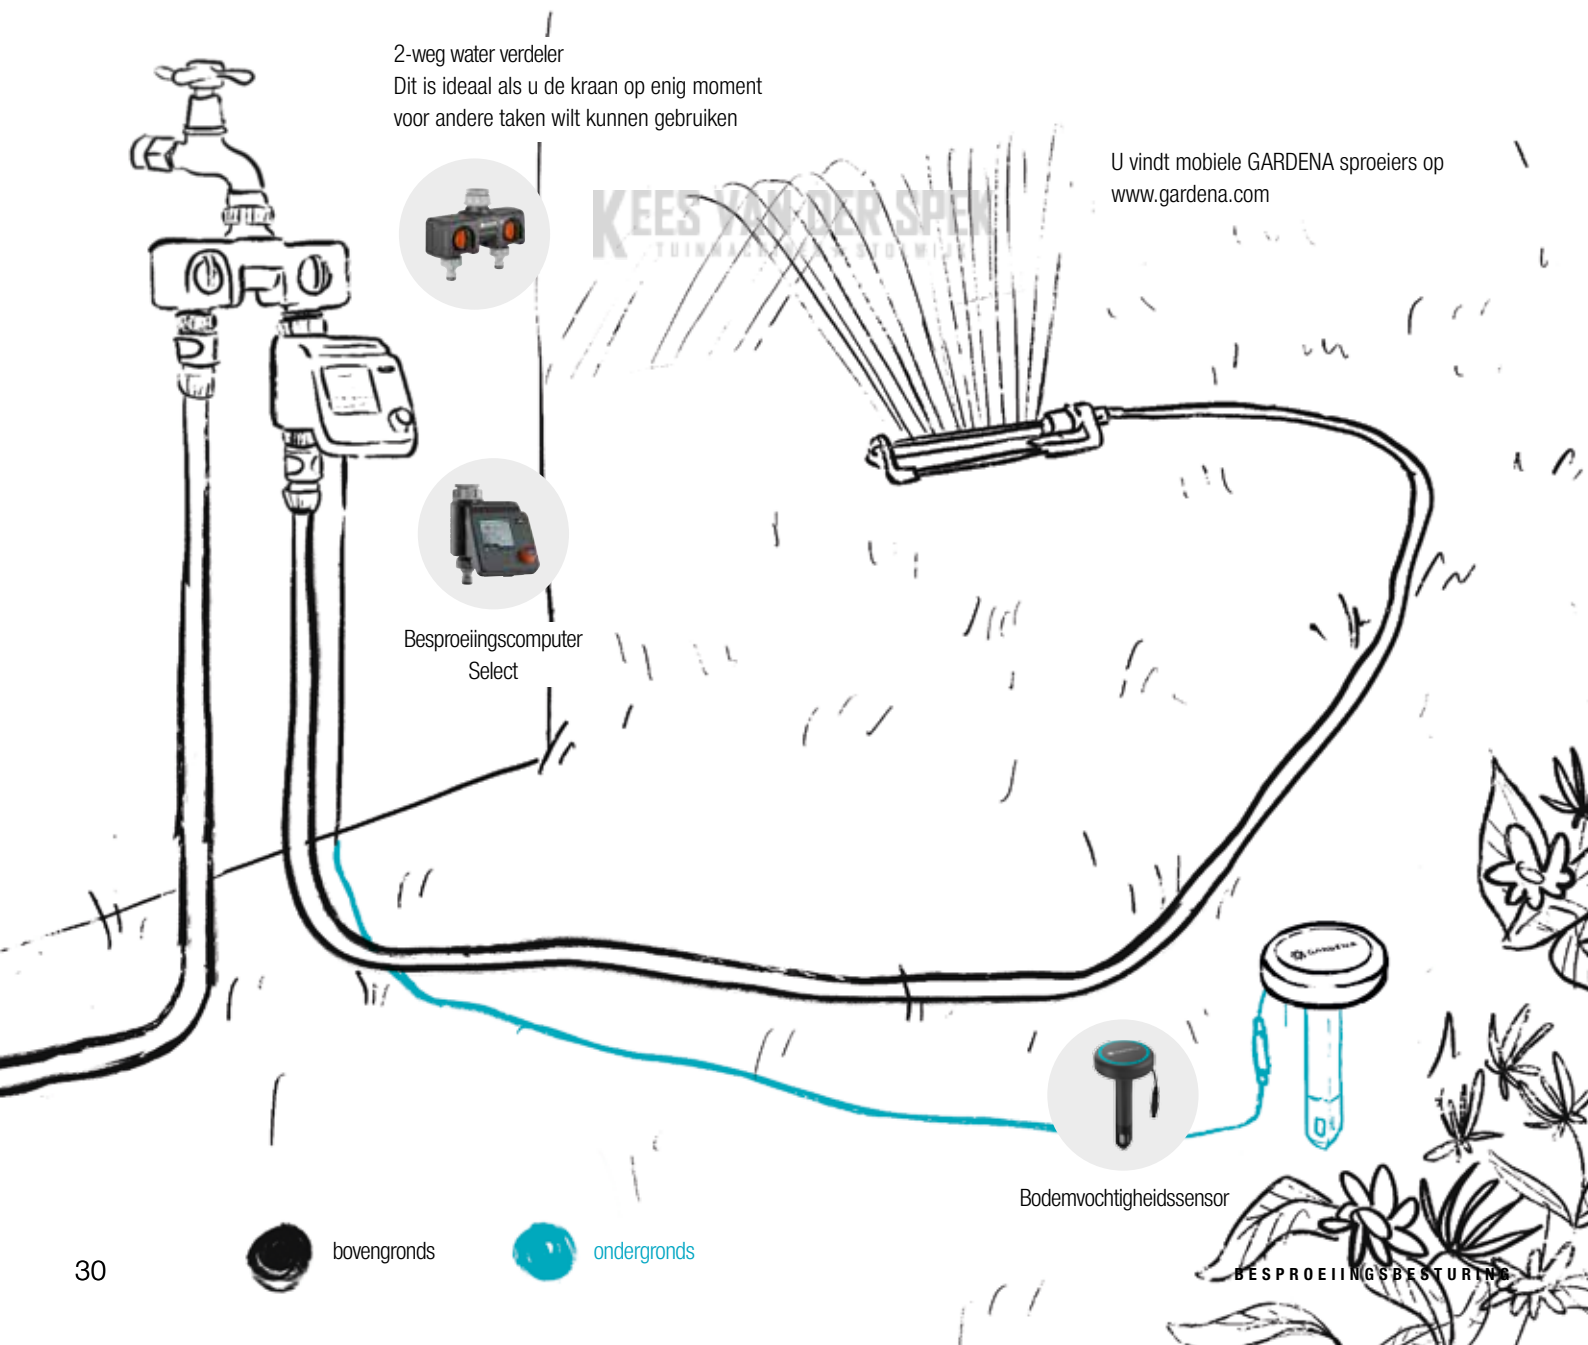 2-weg water verdeler
Dit is ideaal als u de kraan op enig moment
voor andere taken wilt kunnen gebruiken
U vindt mobiele GARDENA sproeiers op
www.gardena.com
KEES VAN DER SPEK
Besproeiingscomputer
Select
GARDENA
Bodemvochtigheidssensor
bovengronds
ondergronds
30
BESPROEIINGSBESTURING